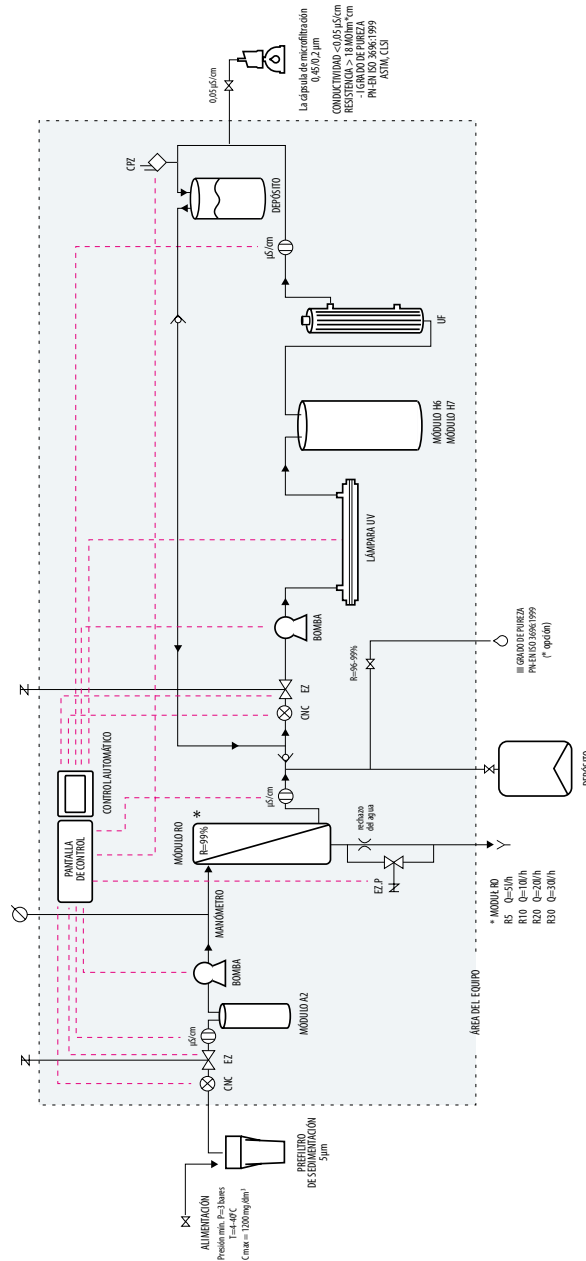 ALIMENTACIÓN
Presión min. P=3 bares
T=4-40°C
Cmax = 1200 mg/dm³
PREFILTRO
DE SEDIMENTACIÓN
5µm
CNC
EZ
µS/cm
MÓDULO A2
BOMBA
MANÓMETRO
PANTALLA
DE CONTROL
CONTROL AUTOMÁTICO
MÓDULO RO
*
R=99%
EZ.P
rechazo
del agua
µS/cm
CNC
EZ
BOMBA
LÁMPARA UV
MÓDULO H6
MÓDULO H7
UF
µS/cm
DEPÓSITO
CPZ
0,05 µS/cm
La cápsula de microfiltración
0,45/0,2 µm
CONDUCTIVIDAD <0,05 µS/cm
RESISTENCIA > 18 MOhm*cm
- I GRADO DE PUREZA
PN-EN ISO 3696:1999
ASTM, CLSI
ÁREA DEL EQUIPO
* MODUŁ RO
R5 Q=5l/h
R10 Q=10l/h
R20 Q=20l/h
R30 Q=30l/h
DEPÓSITO
R=96-99%
III GRADO DE PUREZA
PN-EN ISO 3696:1999
(* opción)